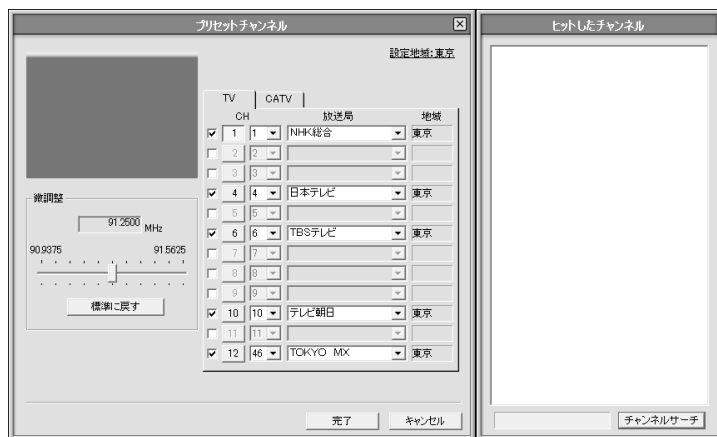 プリセットチャンネル
設定地域:東京
TV CATV
CH 放送局 地域
1 1 NHK総合 東京
2 2
3 3
4 4 日本テレビ 東京
5 5
6 6 TBSテレビ 東京
7 7
8 8
9 9
10 10 テレビ朝日 東京
11 11
12 46 TOKYO MX 東京
微調整
91.2500 MHz
90.9375 91.5625
標準に戻す
完了 キャンセル
ヒットしたチャンネル
チャンネルサーチ